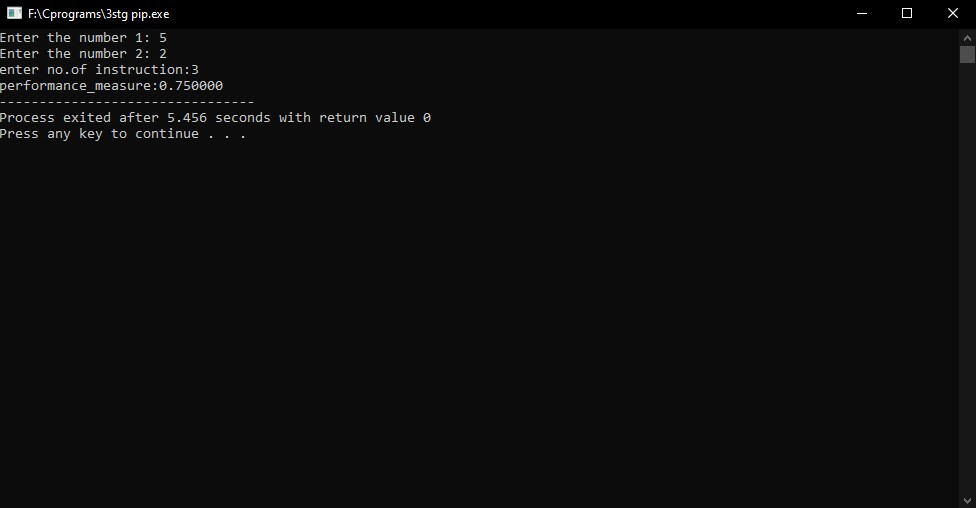 F:\Cprograms\3stg pip.exe
Enter the number 1: 5
Enter the number 2: 2
enter no.of instruction:3
performance_measure:0.750000
--------------------------------
Process exited after 5.456 seconds with return value 0
Press any key to continue . . .